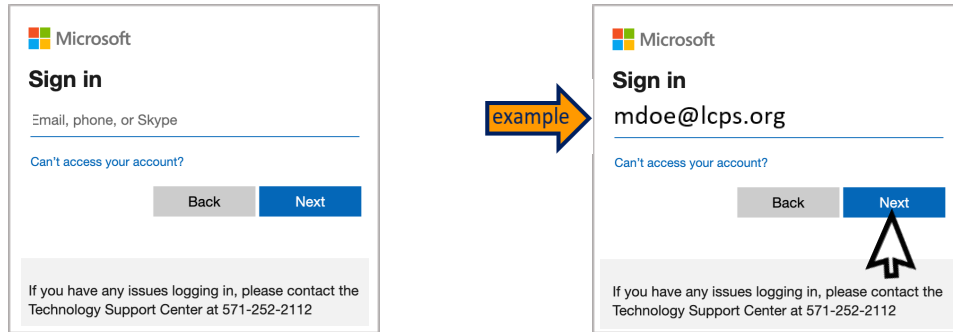 Microsoft
Sign in
Email, phone, or Skype
Can't access your account?
Back Next
If you have any issues logging in, please contact the
Technology Support Center at 571-252-2112
example
Microsoft
Sign in
mdoe@lcps.org
Can't access your account?
Back Next
If you have any issues logging in, please contact the
Technology Support Center at 571-252-2112